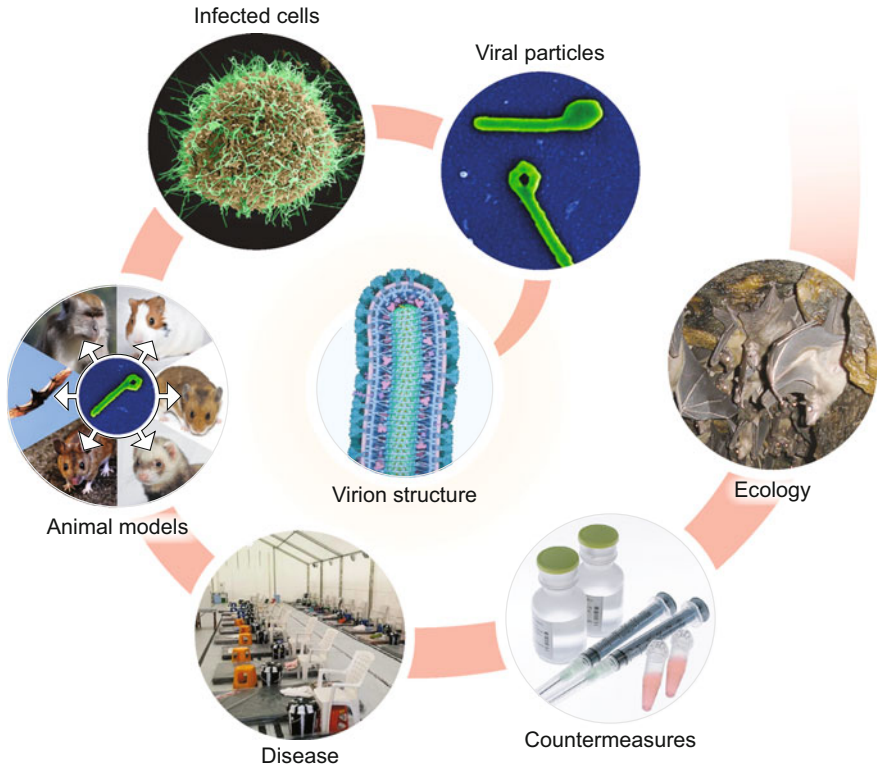 Infected cells
Viral particles
Virion structure
Ecology
Animal models
Disease
Countermeasures